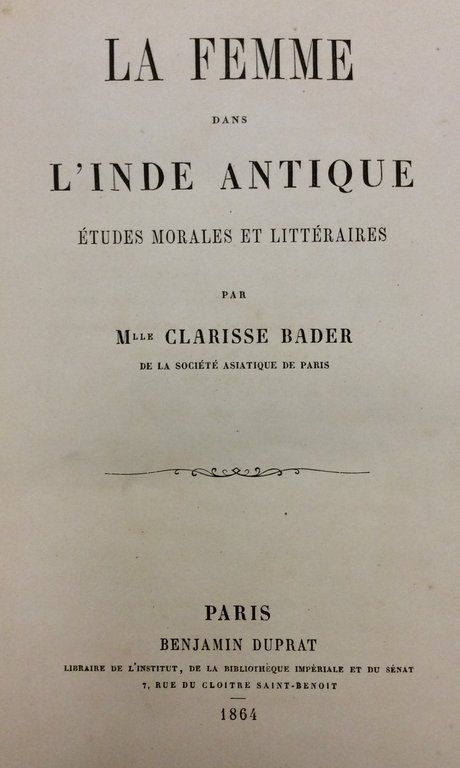 LA FEMME
DANS
L'INDE ANTIQUE
ÉTUDES MORALES ET LITTÉRAIRES
PAR
MLLE CLARISSE BADER
DE LA SOCIÉTÉ ASIATIQUE DE PARIS
PARIS
BENJAMIN DUPRAT
LIBRAIRE DE L'INSTITUT, DE LA BIBLIOTHÈQUE IMPÉRIALE ET DU SÉNAT
7, RUE DU CLOITRE SAINT-BENOIT
1864